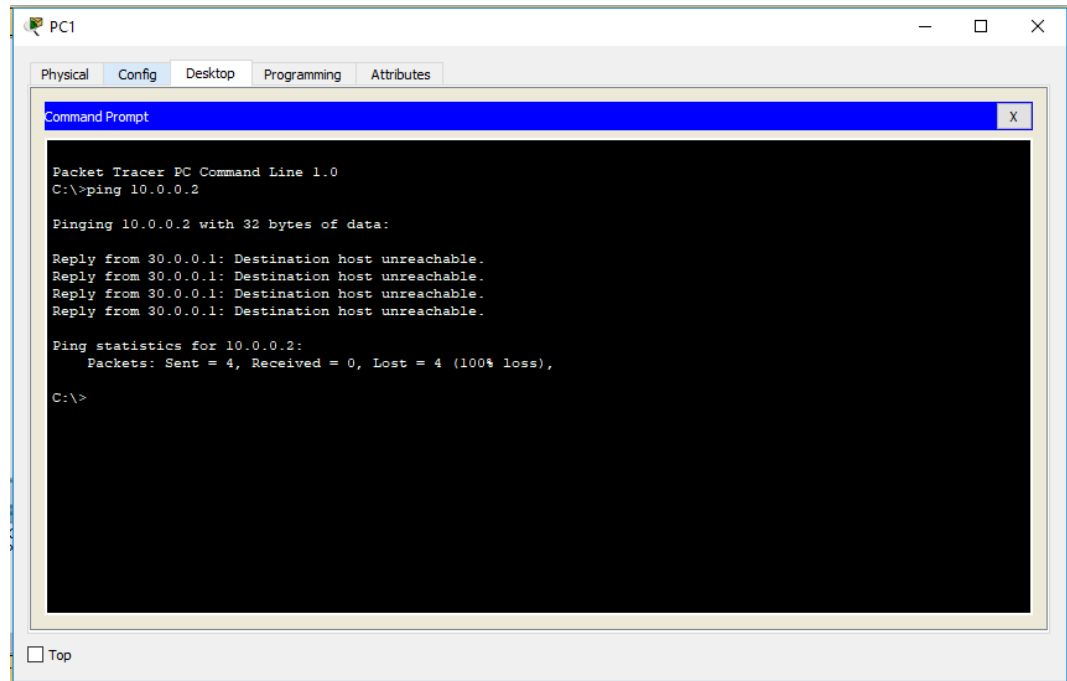 PC1
Physical Config Desktop Programming Attributes
Command Prompt
X
Packet Tracer PC Command Line 1.0
C:\>ping 10.0.0.2
Pinging 10.0.0.2 with 32 bytes of data:
Reply from 30.0.0.1: Destination host unreachable.
Reply from 30.0.0.1: Destination host unreachable.
Reply from 30.0.0.1: Destination host unreachable.
Reply from 30.0.0.1: Destination host unreachable.
Ping statistics for 10.0.0.2:
Packets: Sent = 4, Received = 0, Lost = 4 (100% loss),
C:\>
Top